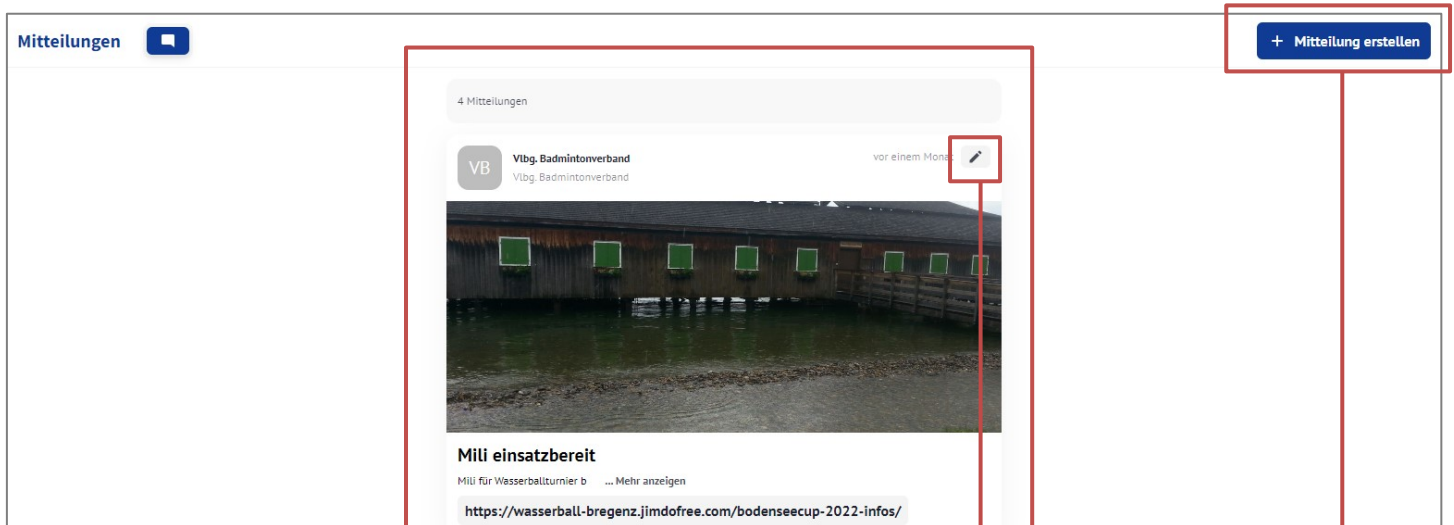 Mitteilungen
+ Mitteilung erstellen
4 Mitteilungen
VB
Vlbg. Badmintonverband
vor einem Monat
Vlbg. Badmintonverband
Mili einsatzbereit
Mili für Wasserballturnier b ... Mehr anzeigen
https://wasserball-bregenz.jimdofree.com/bodenseecup-2022-infos/